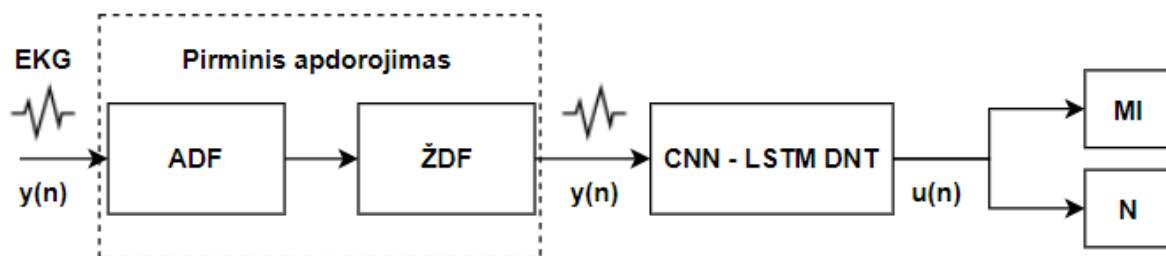 EKG
Pirminis apdorojimas
ADF
ŽDF
CNN - LSTM DNT
MI
N
y(n)
y(n)
u(n)